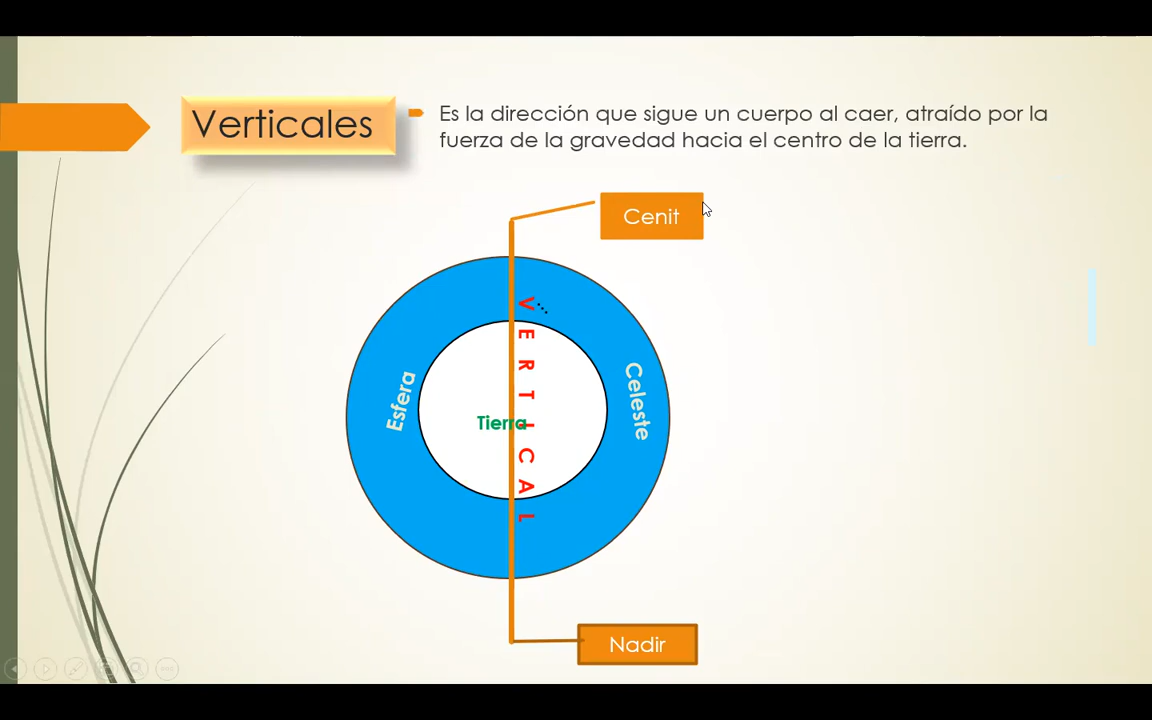 Verticales
Es la dirección que sigue un cuerpo al caer, atraído por la
fuerza de la gravedad hacia el centro de la tierra.
Cenit
VERTICAL
Esfera
Celeste
Tierra
Nadir